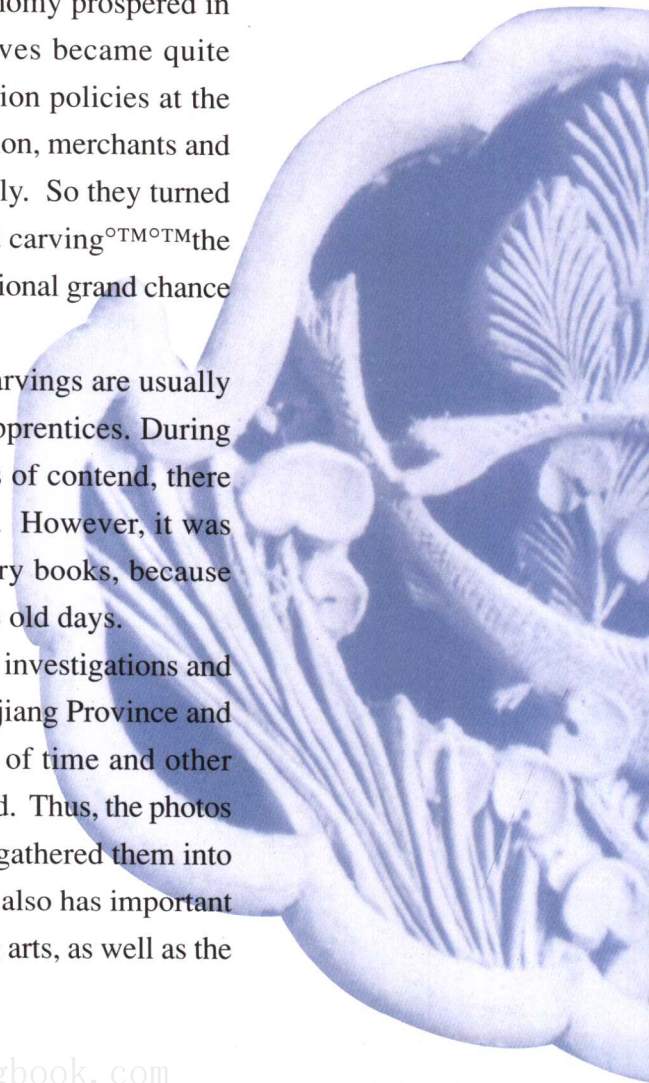 nomy prospered in
ves became quite
ion policies at the
on, merchants and
ly. So they turned
carving°™°™the
ional grand chance
arvings are usually
pprentices. During
s of contend, there
. However, it was
ry books, because
old days.
investigations and
jiang Province and
of time and other
d. Thus, the photos
gathered them into
also has important
arts, as well as the
gbook.com